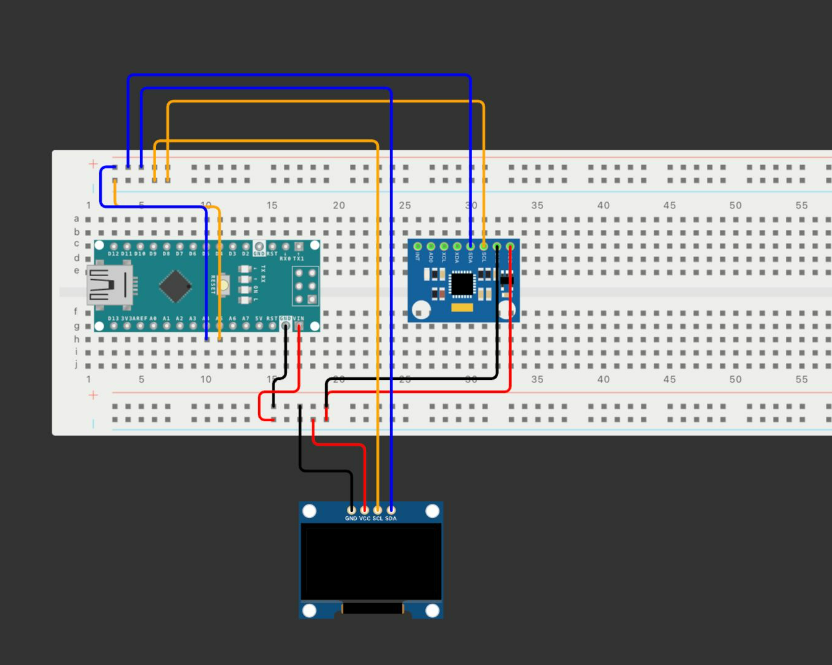 +
1 5 10 15 20 25 30 35 40 45 50 55
a
b
c
d
e
D12 D11 D10 D9 D8 D7 D6 D5 D4 D3 D2 GND RST RX0 TX1
INT AD0 XCL XDA SDA SCL
RESET
TX RX ON L
D13 3V3 AREF A0 A1 A2 A3 A4 A5 A6 A7 5V RST GND VIN
f
g
h
i
j
1 5 10 15 20 25 30 35 40 45 50 55
+
GND VCC SCL SDA